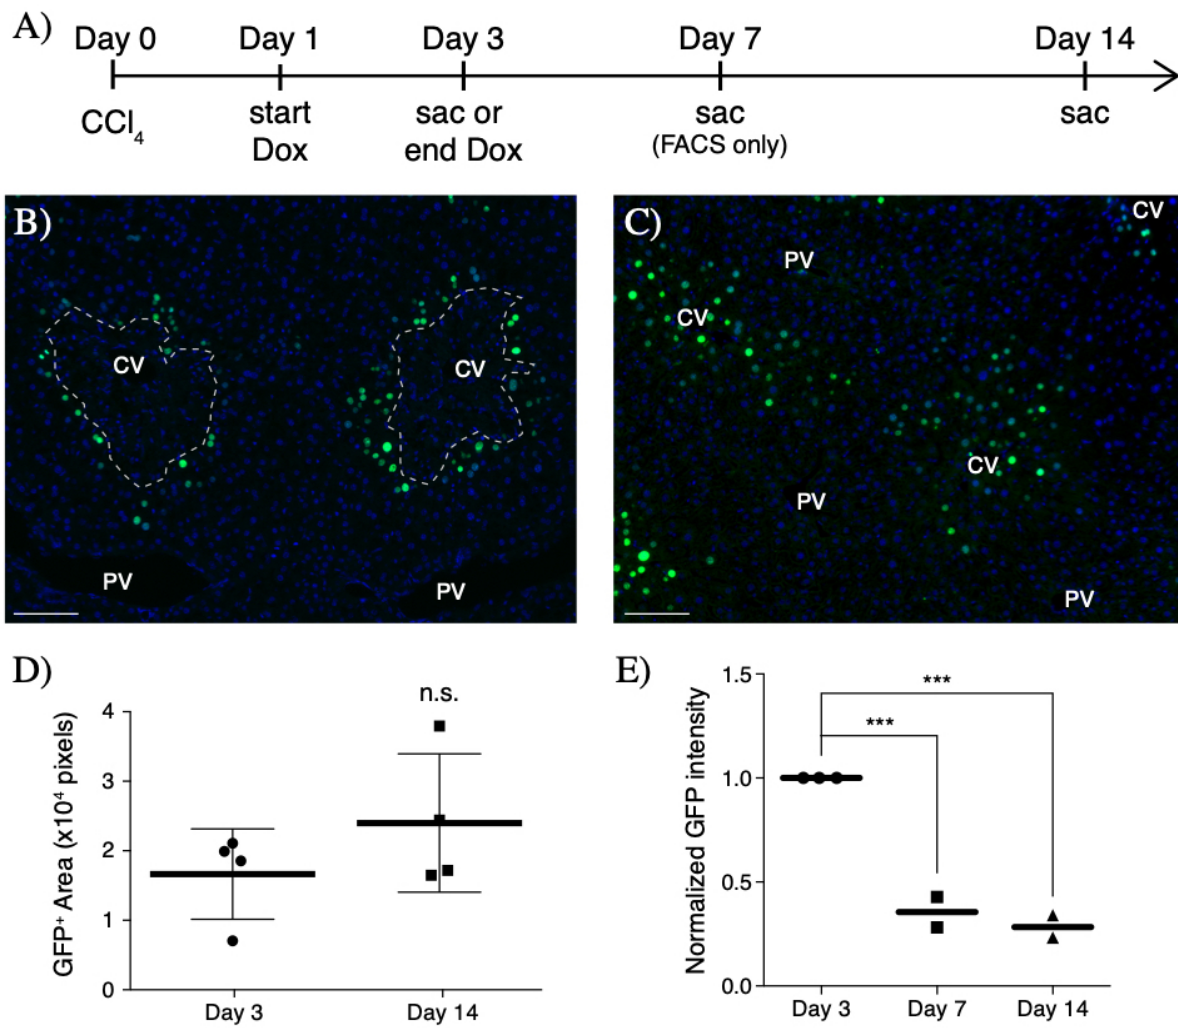 A)
Day 0 Day 1 Day 3 Day 7 Day 14
CCl4 start Dox sac or end Dox sac (FACS only) sac
B)
CV
CV
PV
PV
C)
CV
PV
CV
CV
PV
PV
D)
n.s.
GFP+ Area (x10⁴ pixels)
4
3
2
1
0
Day 3 Day 14
E)
Normalized GFP intensity
1.5
1.0
0.5
0.0
***
***
Day 3 Day 7 Day 14